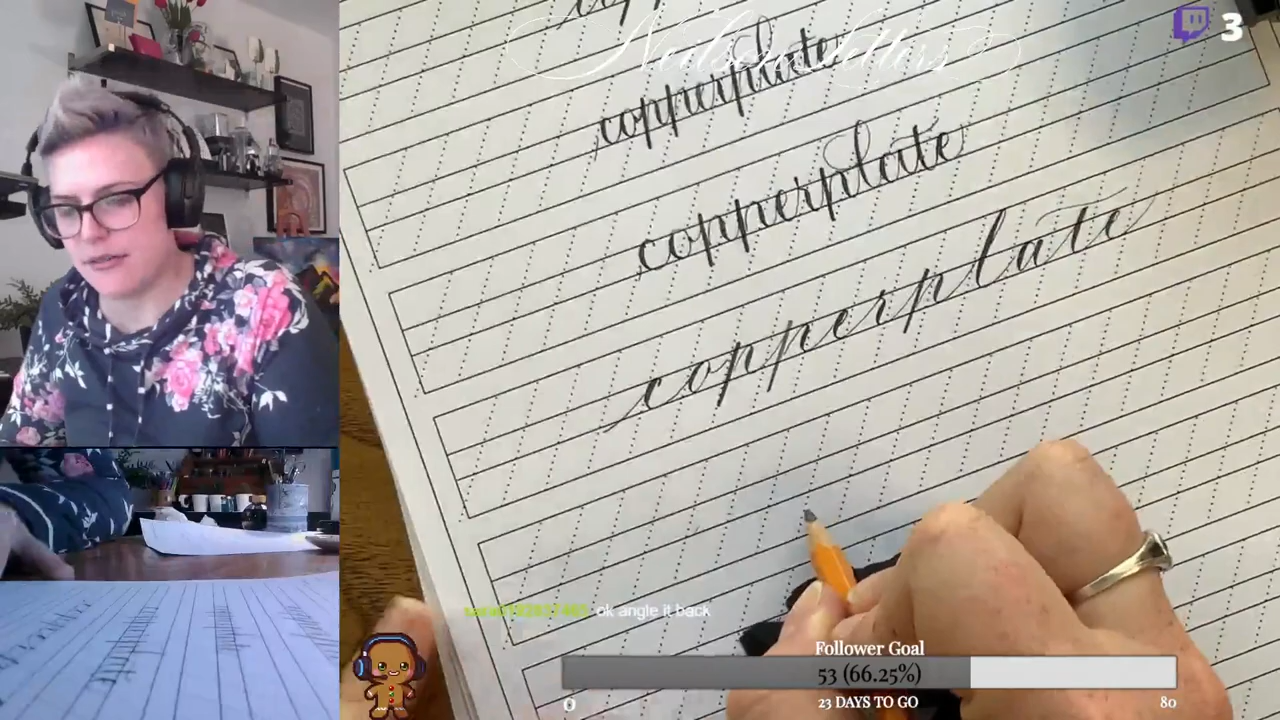 3
copperplate
copperplate
copperplate
ok angle it back
Follower Goal
53 (66.25%)
0
23 DAYS TO GO
80